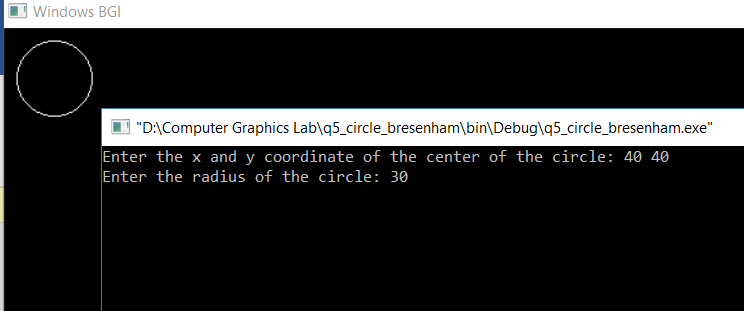 Windows BGI
"D:\Computer Graphics Lab\q5_circle_bresenham\bin\Debug\q5_circle_bresenham.exe"
Enter the x and y coordinate of the center of the circle: 40 40
Enter the radius of the circle: 30